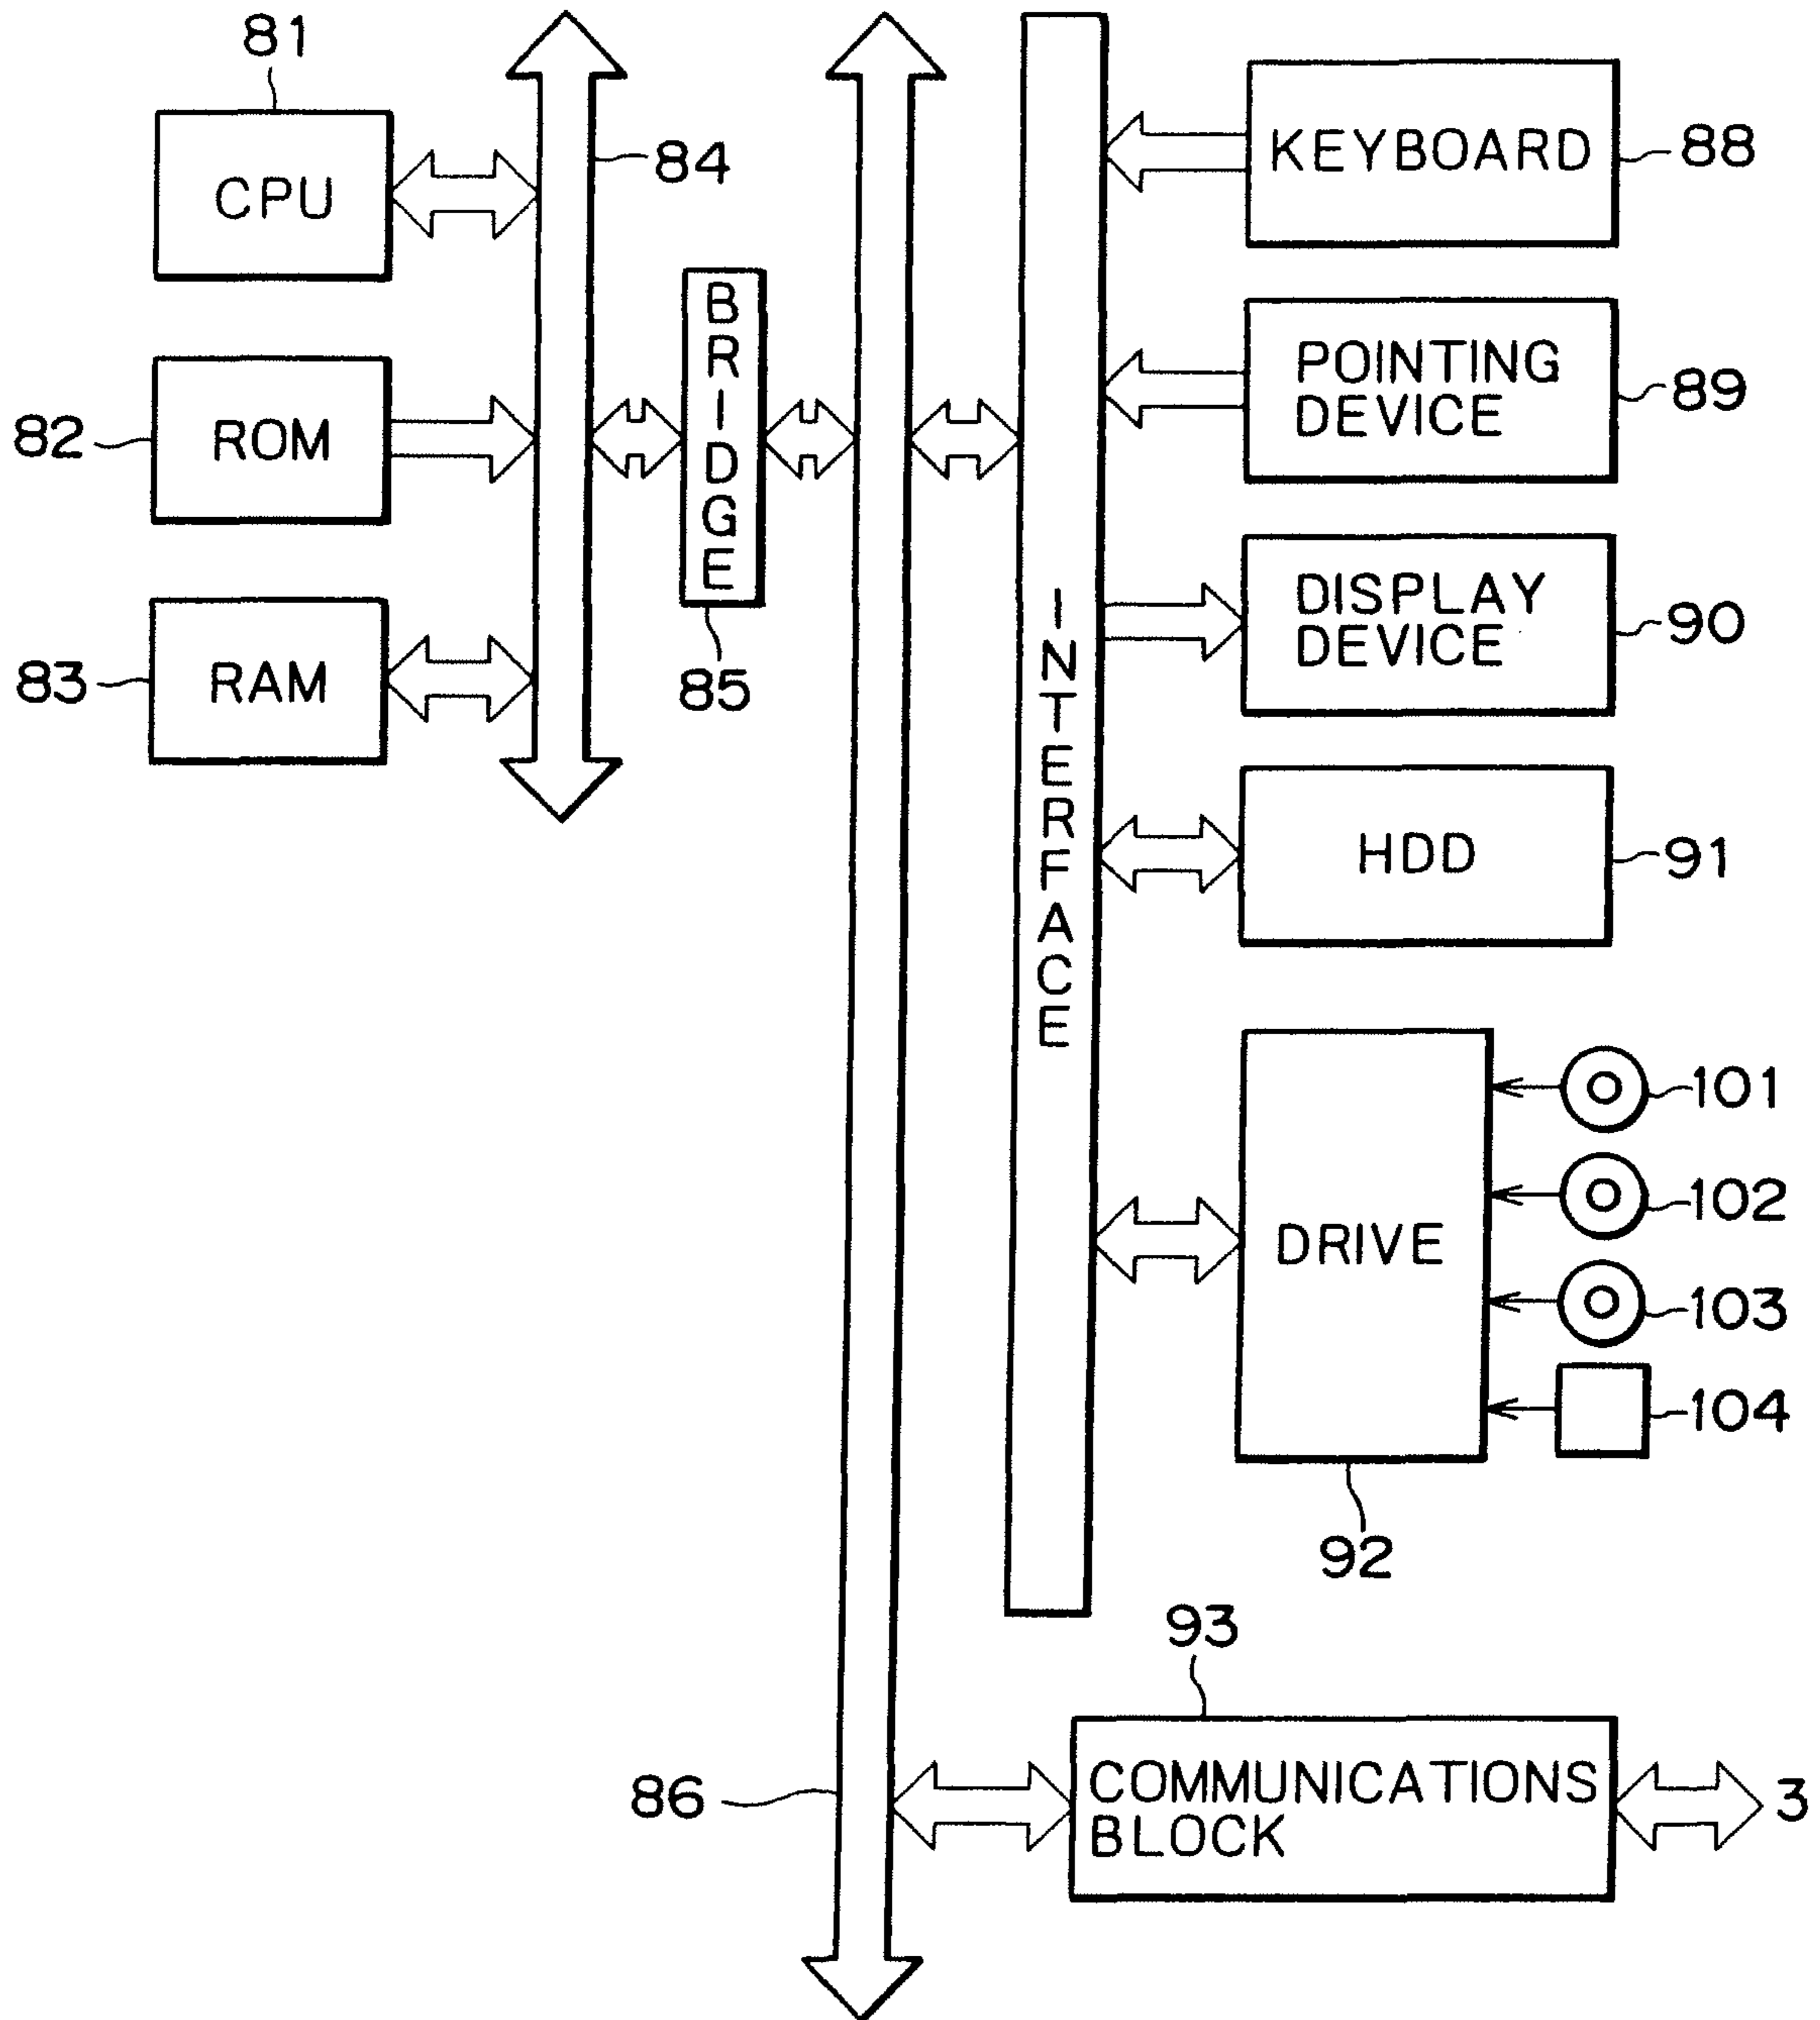 81
CPU
84
82
ROM
83
RAM
BRIDGE
85
86
INTERFACE
KEYBOARD
88
POINTING
DEVICE
89
DISPLAY
DEVICE
90
HDD
91
DRIVE
92
101
102
103
104
93
COMMUNICATIONS
BLOCK
3